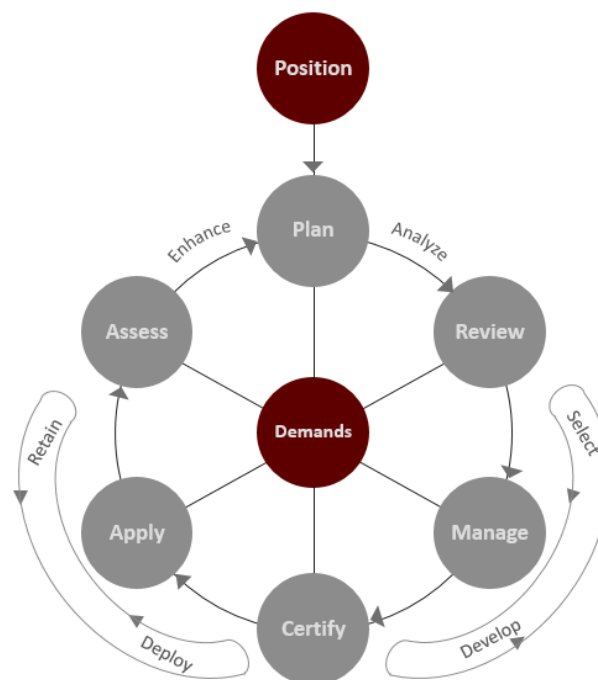 Position
Plan
Enhance
Analyze
Assess
Review
Demands
Retain
Select
Apply
Manage
Certify
Deploy
Develop